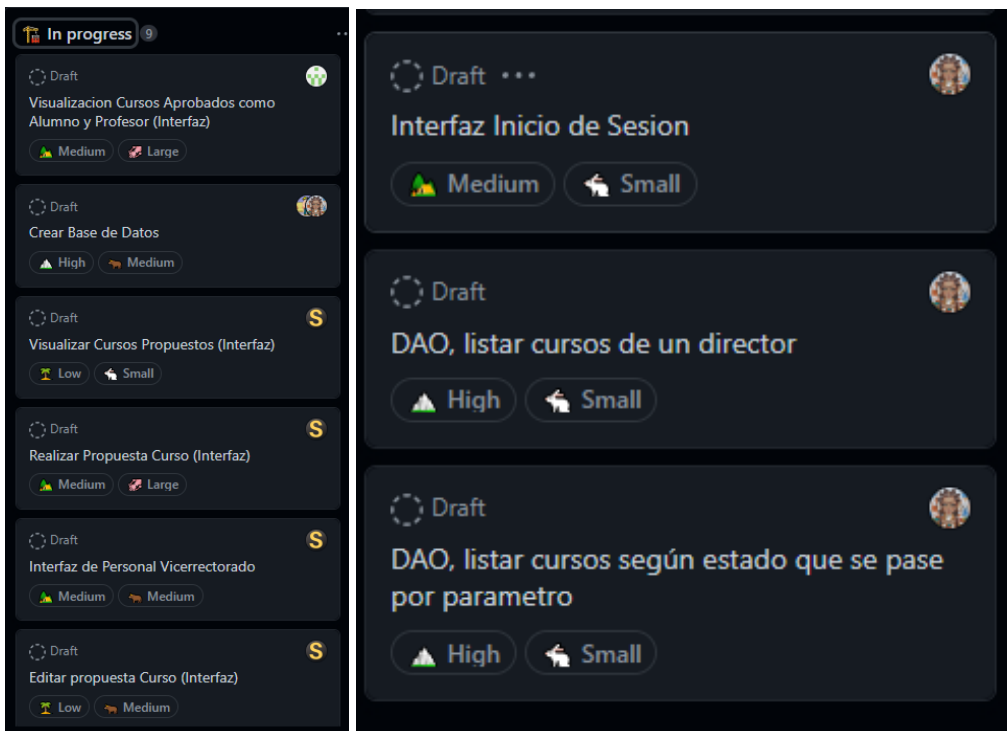 In progress 9
Draft
Visualizacion Cursos Aprobados como
Alumno y Profesor (Interfaz)
Medium Large
Draft
Crear Base de Datos
High Medium
Draft S
Visualizar Cursos Propuestos (Interfaz)
Low Small
Draft S
Realizar Propuesta Curso (Interfaz)
Medium Large
Draft S
Interfaz de Personal Vicerrectorado
Medium Medium
Draft S
Editar propuesta Curso (Interfaz)
Low Medium
Draft
Interfaz Inicio de Sesion
Medium Small
Draft
DAO, listar cursos de un director
High Small
Draft
DAO, listar cursos según estado que se pase
por parametro
High Small